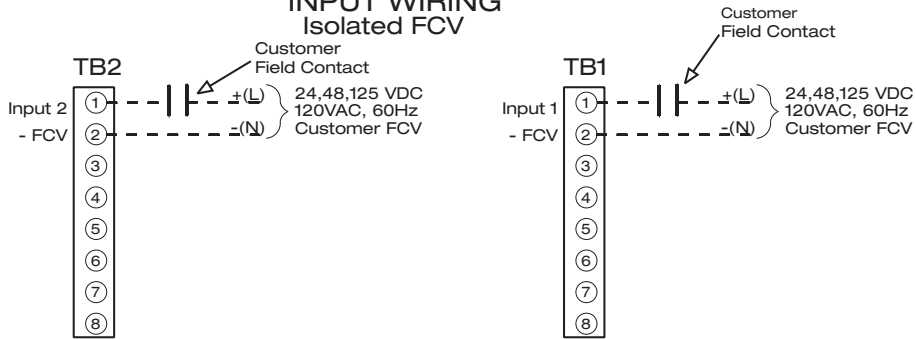 INPUT WIRING
Isolated FCV
Customer
Field Contact
TB2
Input 2
1
+(L)
24,48,125 VDC
120VAC, 60Hz
Customer FCV
- FCV
2
-(N)
3
4
5
6
7
8
Customer
Field Contact
TB1
Input 1
1
+(L)
24,48,125 VDC
120VAC, 60Hz
Customer FCV
- FCV
2
-(N)
3
4
5
6
7
8